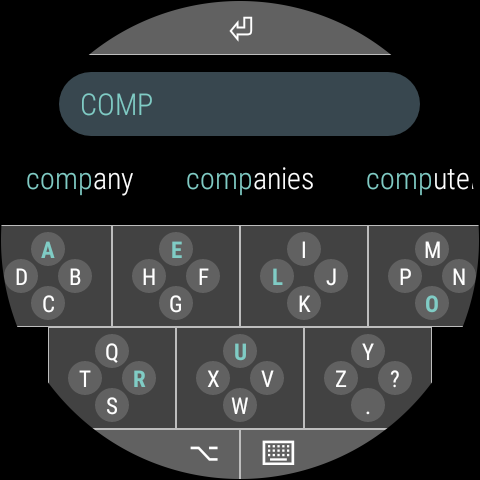 COMP
company companies compute
A E I M
D B H F L J P N
C G K O
Q U Y
T R X V Z ?
S W .